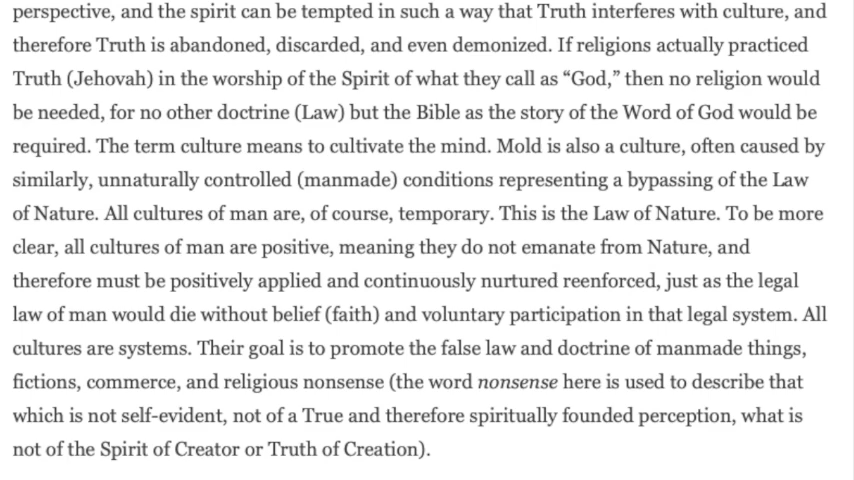 perspective, and the spirit can be tempted in such a way that Truth interferes with culture, and
therefore Truth is abandoned, discarded, and even demonized. If religions actually practiced
Truth (Jehovah) in the worship of the Spirit of what they call as “God,” then no religion would
be needed, for no other doctrine (Law) but the Bible as the story of the Word of God would be
required. The term culture means to cultivate the mind. Mold is also a culture, often caused by
similarly, unnaturally controlled (manmade) conditions representing a bypassing of the Law
of Nature. All cultures of man are, of course, temporary. This is the Law of Nature. To be more
clear, all cultures of man are positive, meaning they do not emanate from Nature, and
therefore must be positively applied and continuously nurtured reenforced, just as the legal
law of man would die without belief (faith) and voluntary participation in that legal system. All
cultures are systems. Their goal is to promote the false law and doctrine of manmade things,
fictions, commerce, and religious nonsense (the word nonsense here is used to describe that
which is not self-evident, not of a True and therefore spiritually founded perception, what is
not of the Spirit of Creator or Truth of Creation).